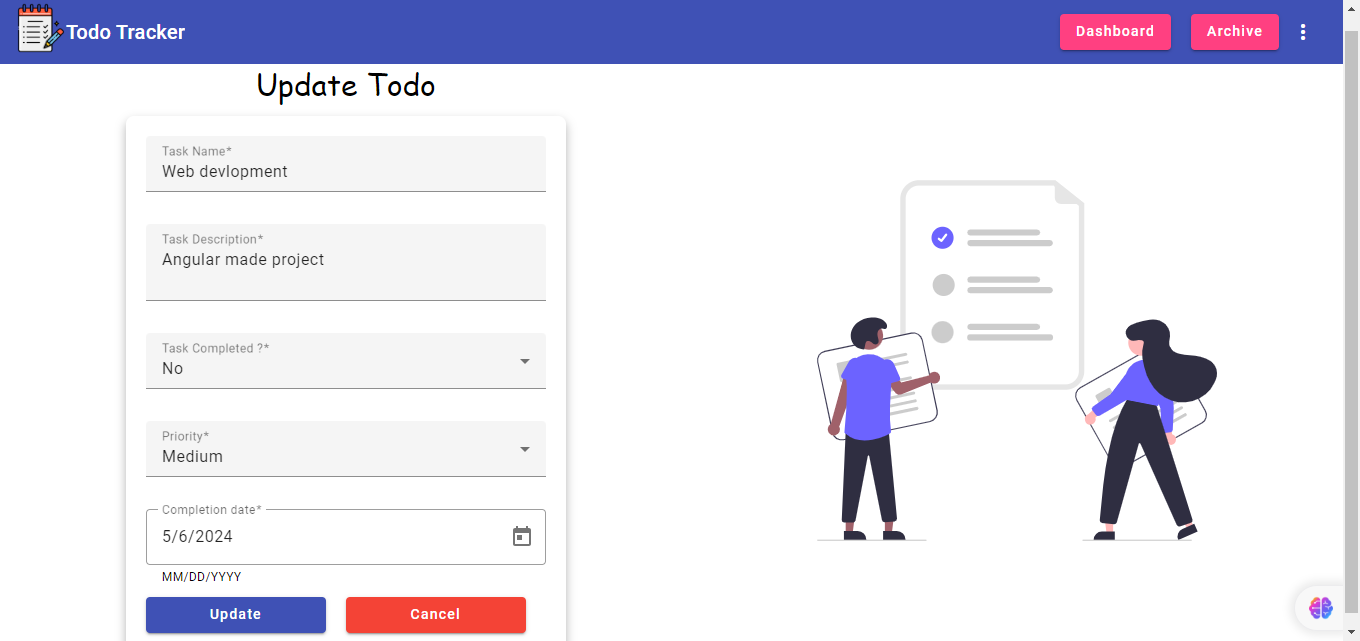 Todo Tracker
Dashboard
Archive
Update Todo
Task Name*
Web devlopment
Task Description*
Angular made project
Task Completed ?*
No
Priority*
Medium
Completion date*
5/6/2024
MM/DD/YYYY
Update
Cancel